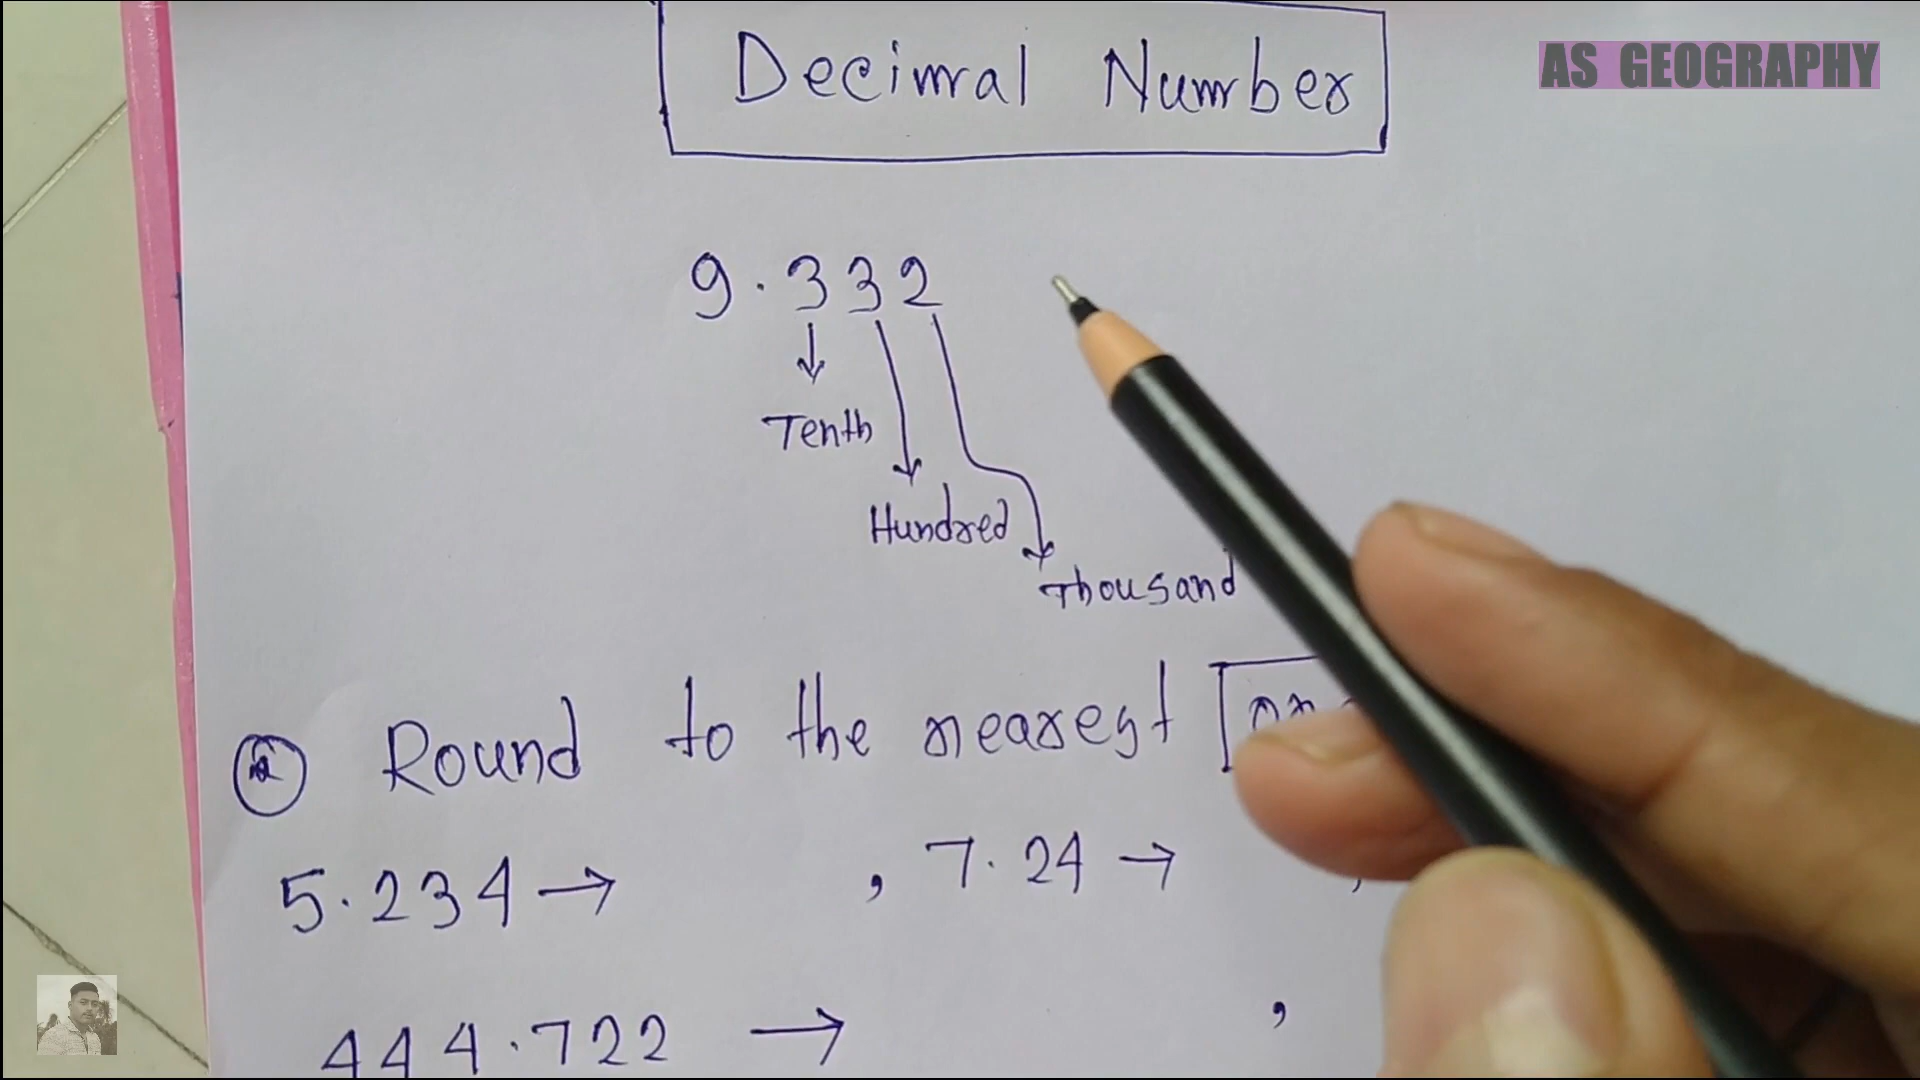 Decimal Number
AS GEOGRAPHY
9.332
Tenth
Hundred
Thousand
Round to the nearest
5.234 → , 7.24 → ,
444.722 → ,